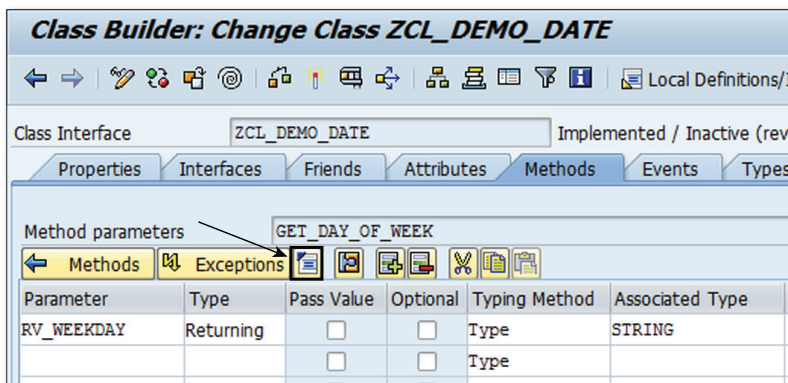 Class Builder: Change Class ZCL_DEMO_DATE
Local Definitions/
Class Interface ZCL_DEMO_DATE Implemented / Inactive (rev
Properties Interfaces Friends Attributes Methods Events Types
Method parameters GET_DAY_OF_WEEK
Methods Exceptions
Parameter Type Pass Value Optional Typing Method Associated Type
RV_WEEKDAY Returning Type STRING
Type